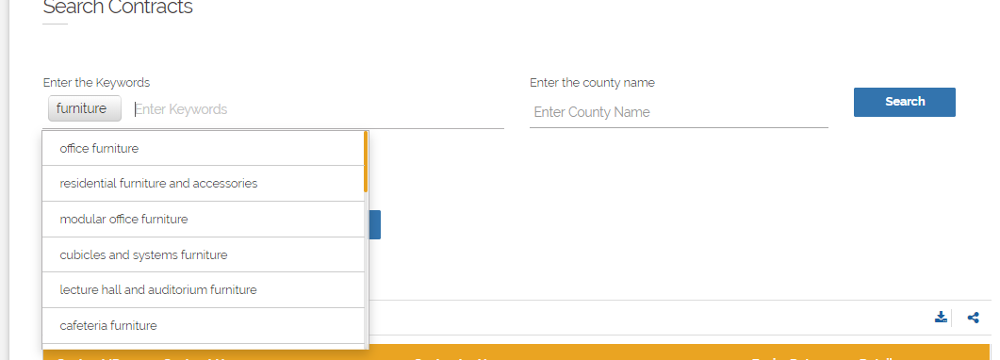 Search Contracts
Enter the Keywords
Enter the county name
furniture
Enter Keywords
Enter County Name
Search
office furniture
residential furniture and accessories
modular office furniture
cubicles and systems furniture
lecture hall and auditorium furniture
cafeteria furniture